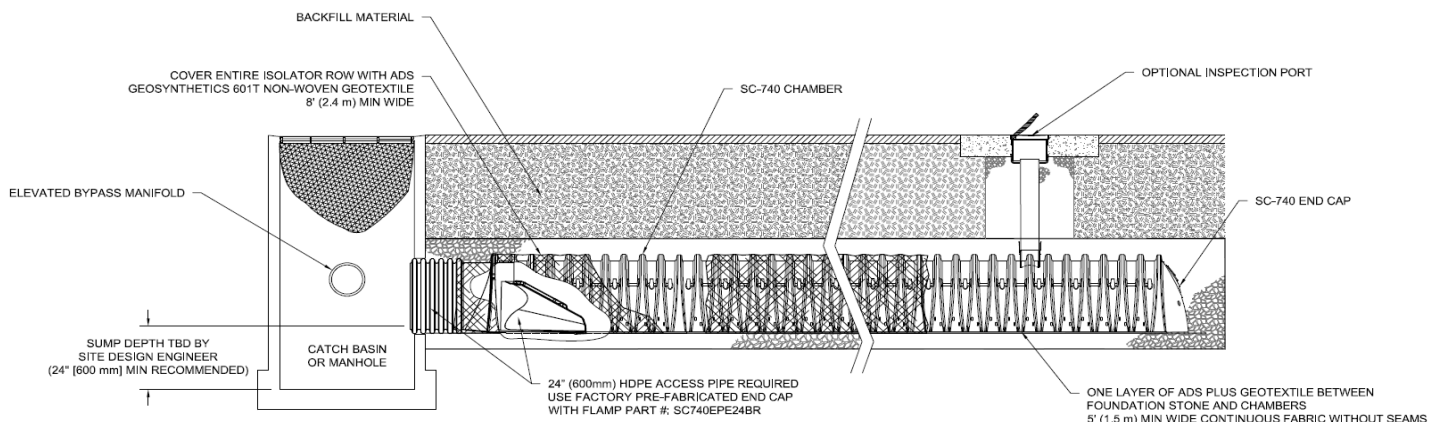 BACKFILL MATERIAL
COVER ENTIRE ISOLATOR ROW WITH ADS
GEOSYNTHETICS 601T NON-WOVEN GEOTEXTILE
8' (2.4 m) MIN WIDE
SC-740 CHAMBER
OPTIONAL INSPECTION PORT
ELEVATED BYPASS MANIFOLD
SC-740 END CAP
SUMP DEPTH TBD BY
SITE DESIGN ENGINEER
(24" [600 mm] MIN RECOMMENDED)
CATCH BASIN
OR MANHOLE
24" (600mm) HDPE ACCESS PIPE REQUIRED
USE FACTORY PRE-FABRICATED END CAP
WITH FLAMP PART #: SC740EPE24BR
ONE LAYER OF ADS PLUS GEOTEXTILE BETWEEN
FOUNDATION STONE AND CHAMBERS
5' (1.5 m) MIN WIDE CONTINUOUS FABRIC WITHOUT SEAMS